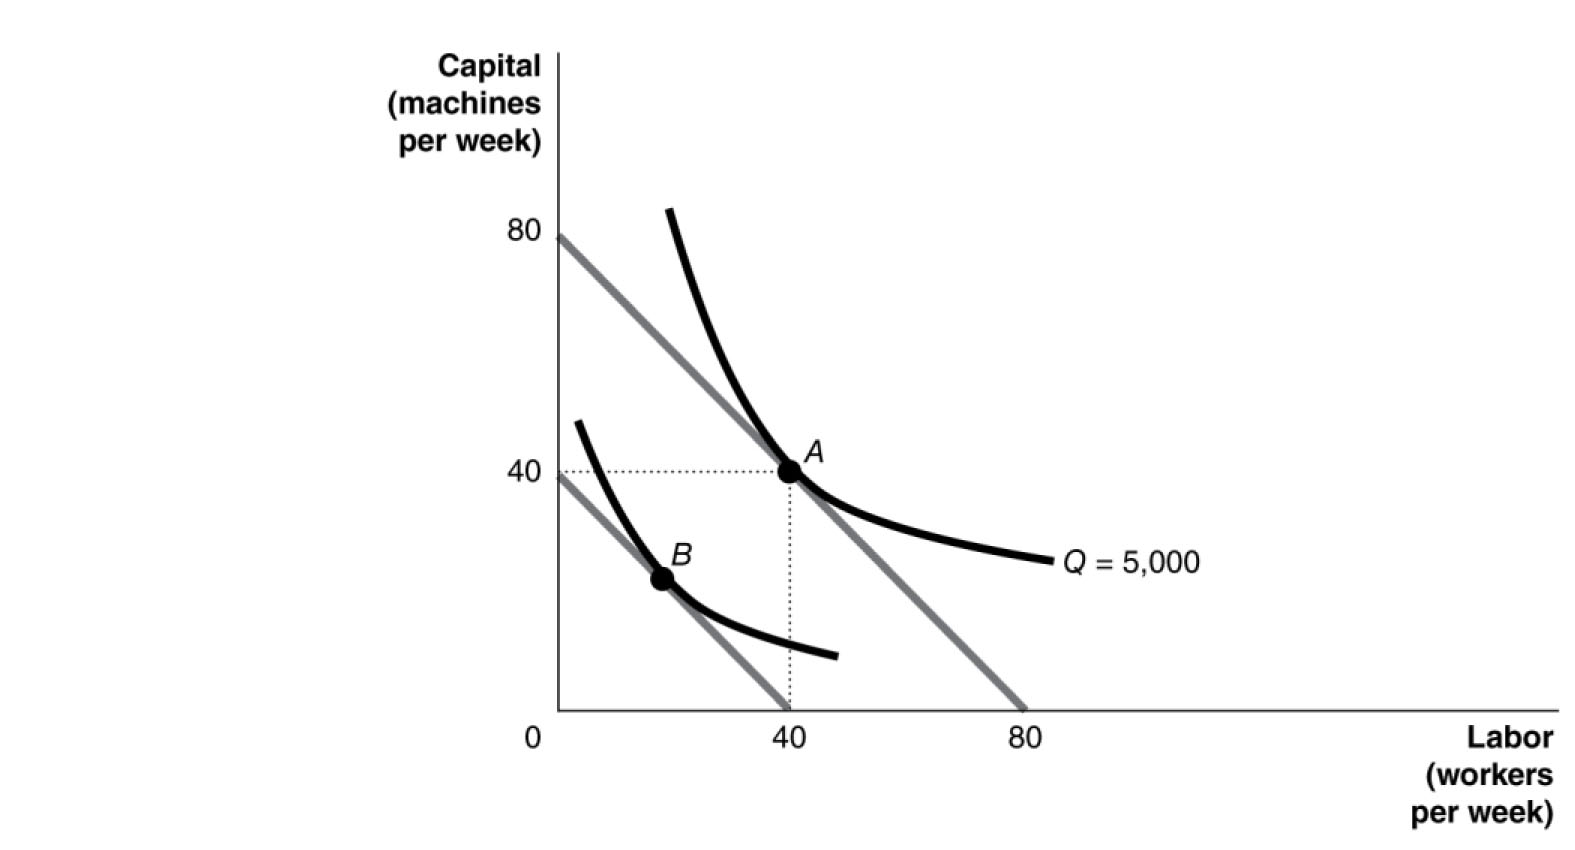 Capital
(machines
per week)
80
A
40
B
Q = 5,000
0
40
80
Labor
(workers
per week)